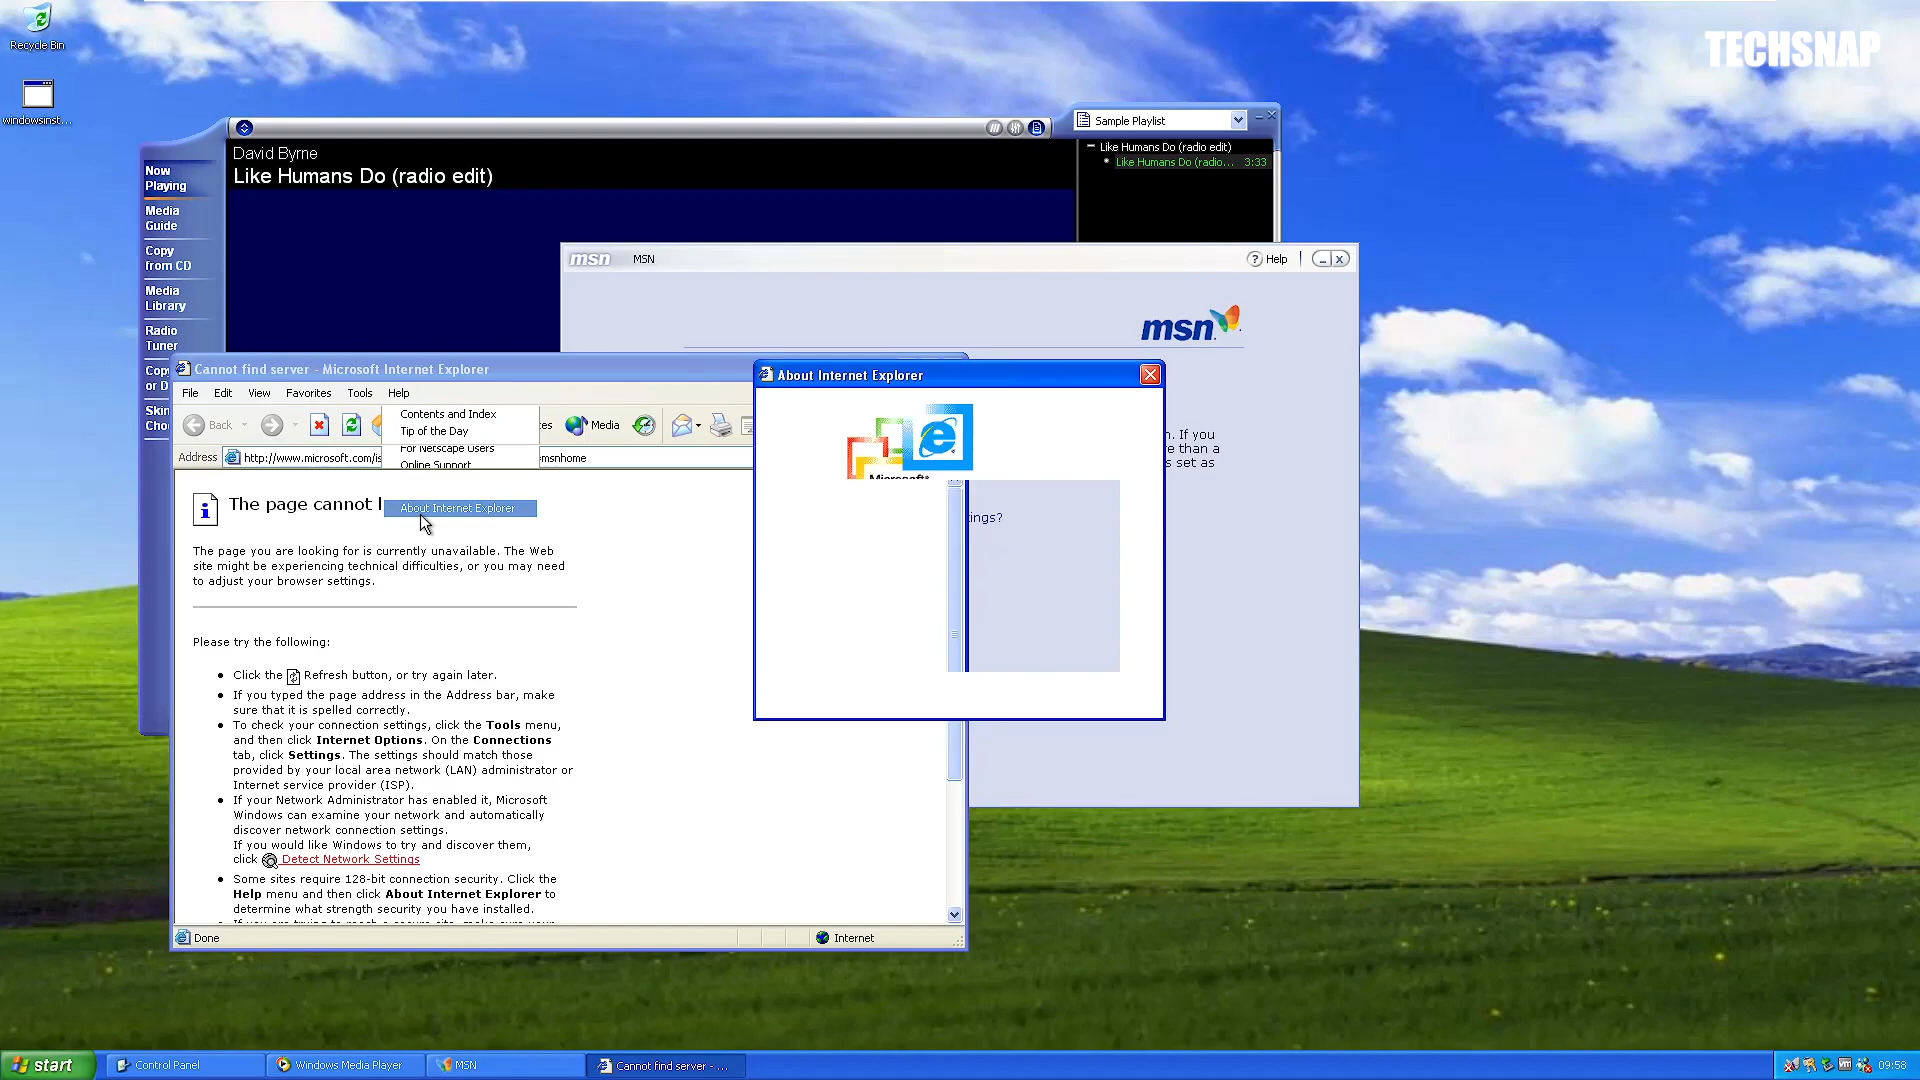 Recycle Bin
windowsinst...
TECHSNAP
Sample Playlist
David Byrne
Like Humans Do (radio edit)
Like Humans Do (radio edit)
Like Humans Do (radio... 3:33
Now
Playing
Media
Guide
Copy
from CD
Media
Library
Radio
Tuner
Cop
or D
Skin
Cho
msn MSN Help
msn
n. If you
re than a
s set as
tings?
Cannot find server - Microsoft Internet Explorer
File Edit View Favorites Tools Help
Back Media
Contents and Index
Tip of the Day
For Netscape Users
Online Support
About Internet Explorer
Address http://www.microsoft.com/is =msnhome
The page cannot
The page you are looking for is currently unavailable. The Web
site might be experiencing technical difficulties, or you may need
to adjust your browser settings.
Please try the following:
• Click the Refresh button, or try again later.
• If you typed the page address in the Address bar, make
sure that it is spelled correctly.
• To check your connection settings, click the Tools menu,
and then click Internet Options. On the Connections
tab, click Settings. The settings should match those
provided by your local area network (LAN) administrator or
Internet service provider (ISP).
• If your Network Administrator has enabled it, Microsoft
Windows can examine your network and automatically
discover network connection settings.
If you would like Windows to try and discover them,
click Detect Network Settings
• Some sites require 128-bit connection security. Click the
Help menu and then click About Internet Explorer to
determine what strength security you have installed.
Done Internet
About Internet Explorer
Microsoft
start Control Panel Windows Media Player MSN Cannot find server - ... 09:58